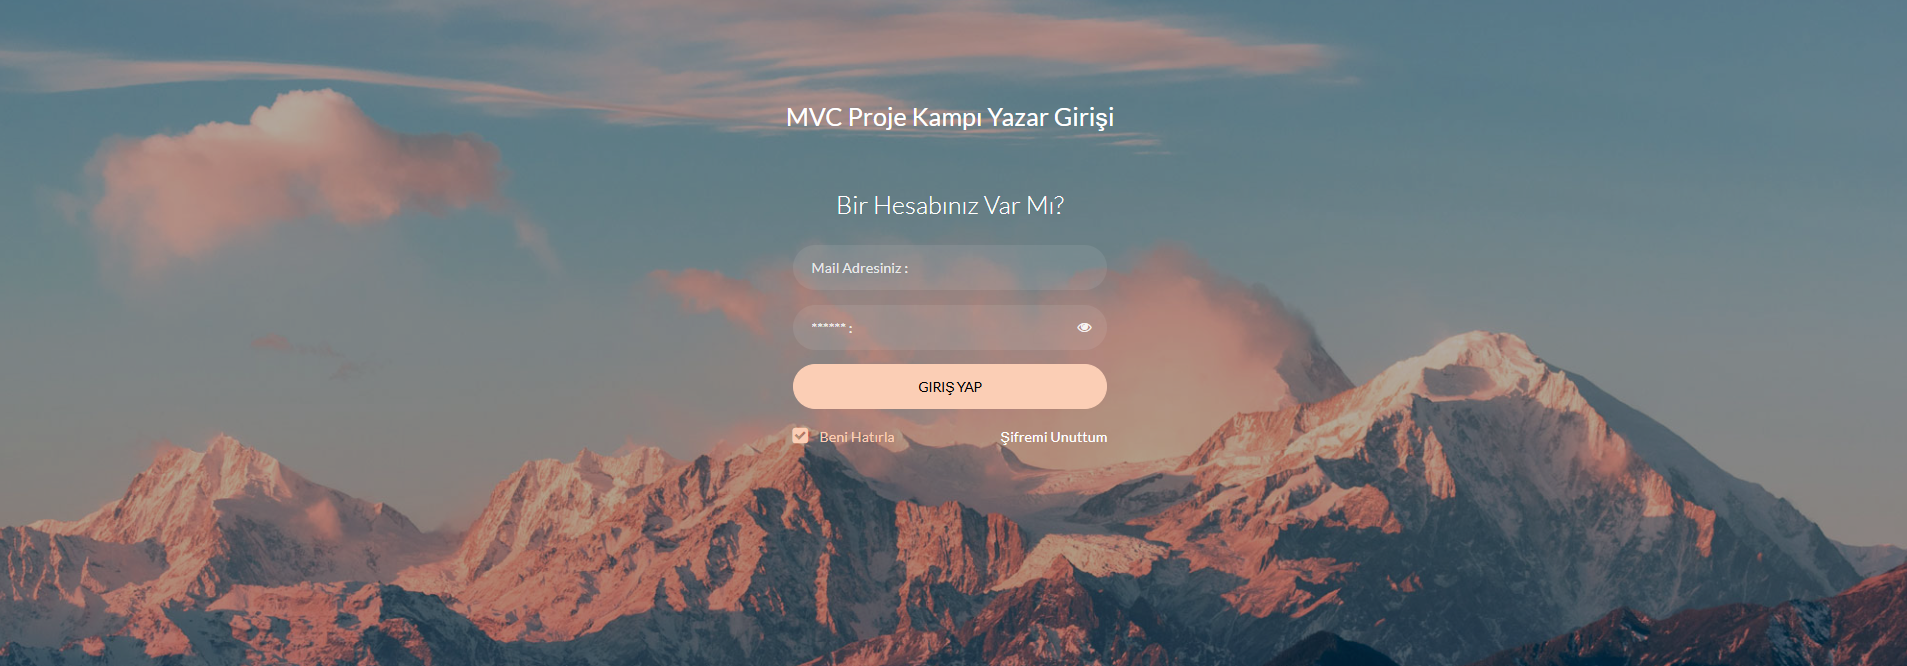 MVC Proje Kampı Yazar Girişi
Bir Hesabınız Var Mı?
Mail Adresiniz :
****** :
GIRIŞ YAP
Beni Hatırla
Şifremi Unuttum